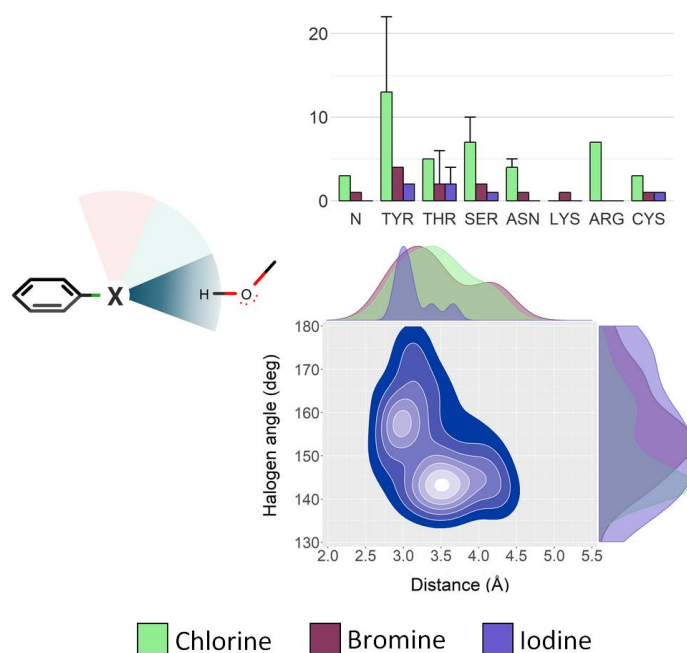 20
10
0
N TYR THR SER ASN LYS ARG CYS
X
H O
180
170
160
150
140
130
Halogen angle (deg)
2.0 2.5 3.0 3.5 4.0 4.5 5.0 5.5
Distance (Å)
Chlorine Bromine Iodine